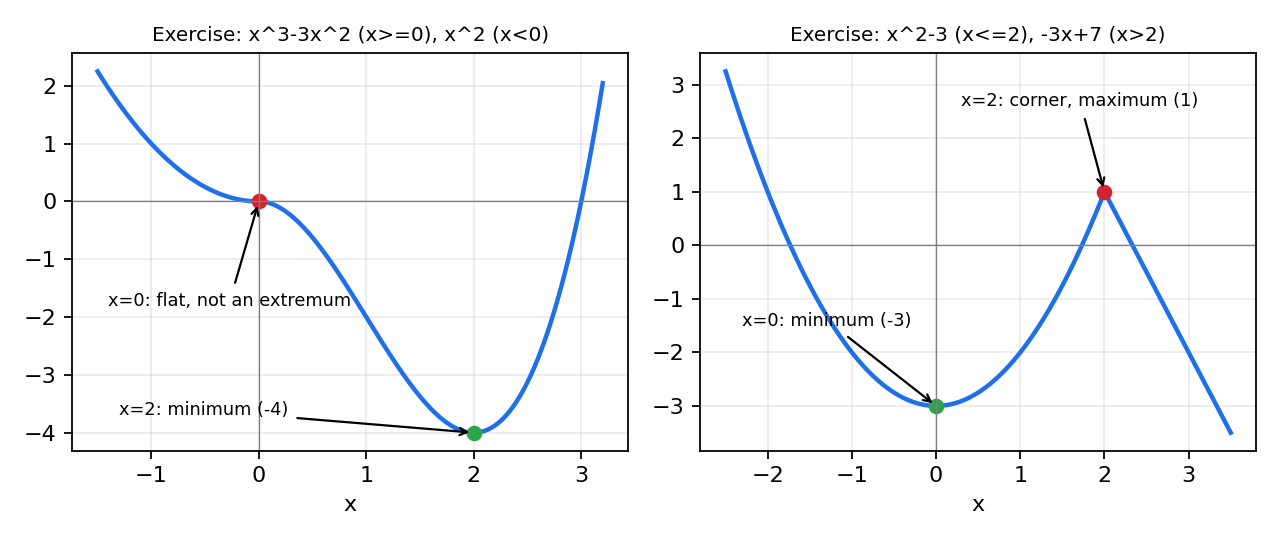 Exercise: x^3-3x^2 (x>=0), x^2 (x<0)
2
1
0
−1
−2
−3
−4
x=0: flat, not an extremum
x=2: minimum (-4)
−1 0 1 2 3
x
Exercise: x^2-3 (x<=2), -3x+7 (x>2)
3
2
1
0
−1
−2
−3
x=2: corner, maximum (1)
x=0: minimum (-3)
−2 −1 0 1 2 3
x